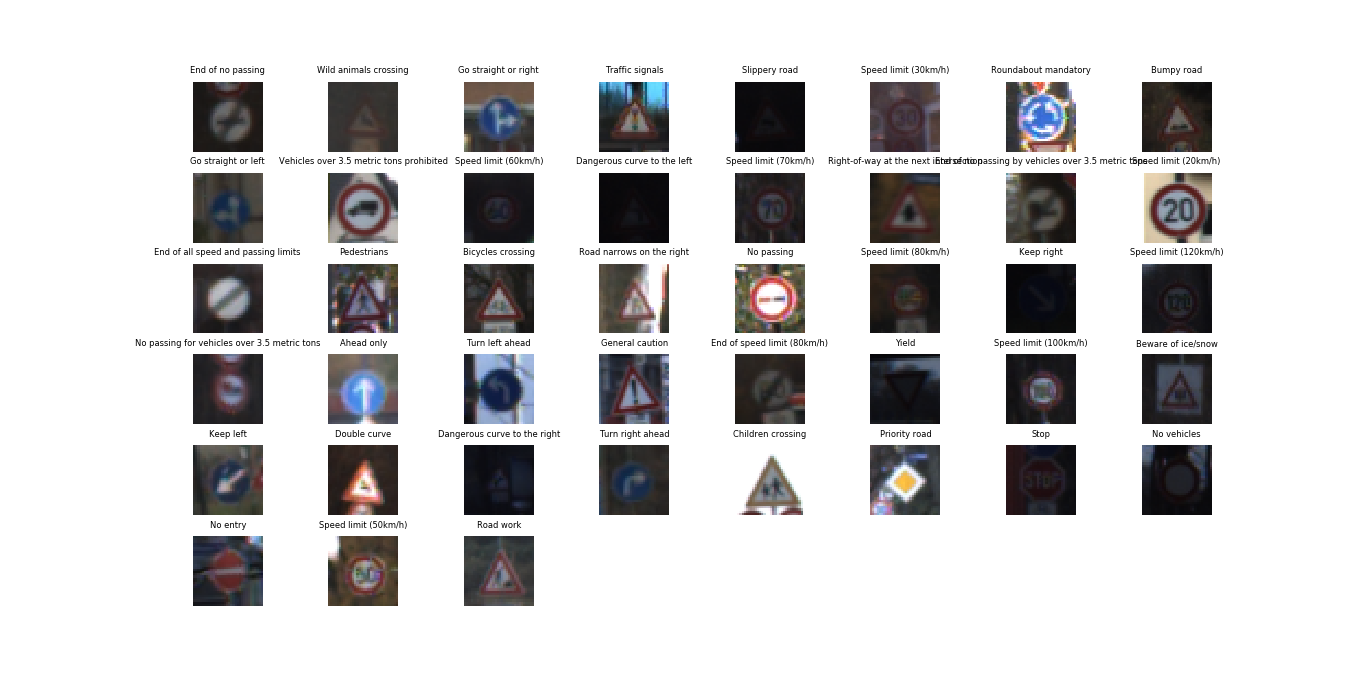 End of no passing
Wild animals crossing
Go straight or right
Traffic signals
Slippery road
Speed limit (30km/h)
Roundabout mandatory
Bumpy road
30
Go straight or left
Vehicles over 3.5 metric tons prohibited
Speed limit (60km/h)
Dangerous curve to the left
Speed limit (70km/h)
Right-of-way at the next intersection
End of no passing by vehicles over 3.5 metric tons
Speed limit (20km/h)
60
70
20
End of all speed and passing limits
Pedestrians
Bicycles crossing
Road narrows on the right
No passing
Speed limit (80km/h)
Keep right
Speed limit (120km/h)
120
No passing for vehicles over 3.5 metric tons
Ahead only
Turn left ahead
General caution
End of speed limit (80km/h)
Yield
Speed limit (100km/h)
Beware of ice/snow
Keep left
Double curve
Dangerous curve to the right
Turn right ahead
Children crossing
Priority road
Stop
No vehicles
STOP
No entry
Speed limit (50km/h)
Road work